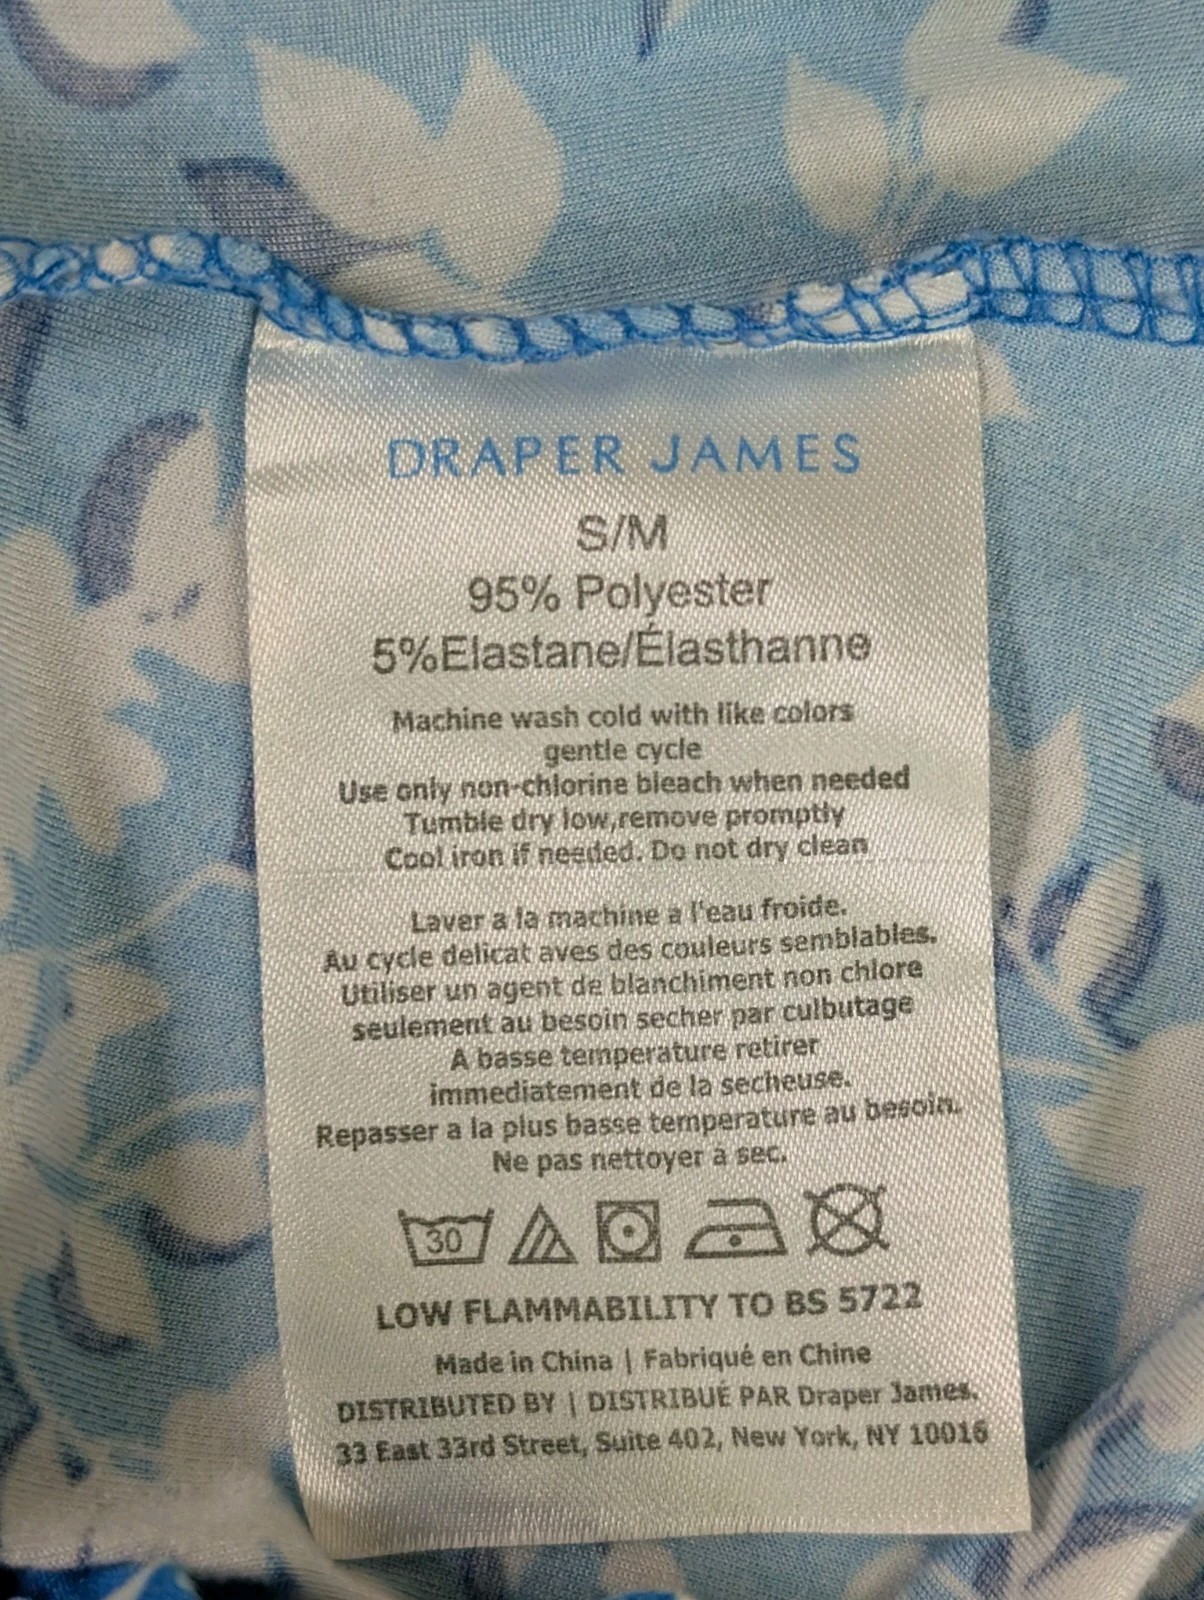 DRAPER JAMES
S/M
95% Polyester
5%Elastane/Élasthanne
Machine wash cold with like colors
gentle cycle
Use only non-chlorine bleach when needed
Tumble dry low,remove promptly
Cool iron if needed. Do not dry clean
Laver a la machine a l'eau froide.
Au cycle delicat aves des couleurs semblables.
Utiliser un agent de blanchiment non chlore
seulement au besoin secher par culbutage
A basse temperature retirer
immediatement de la secheuse.
Repasser a la plus basse temperature au besoin.
Ne pas nettoyer a sec.
30
LOW FLAMMABILITY TO BS 5722
Made in China | Fabriqué en Chine
DISTRIBUTED BY | DISTRIBUÉ PAR Draper James.
33 East 33rd Street, Suite 402, New York, NY 10016